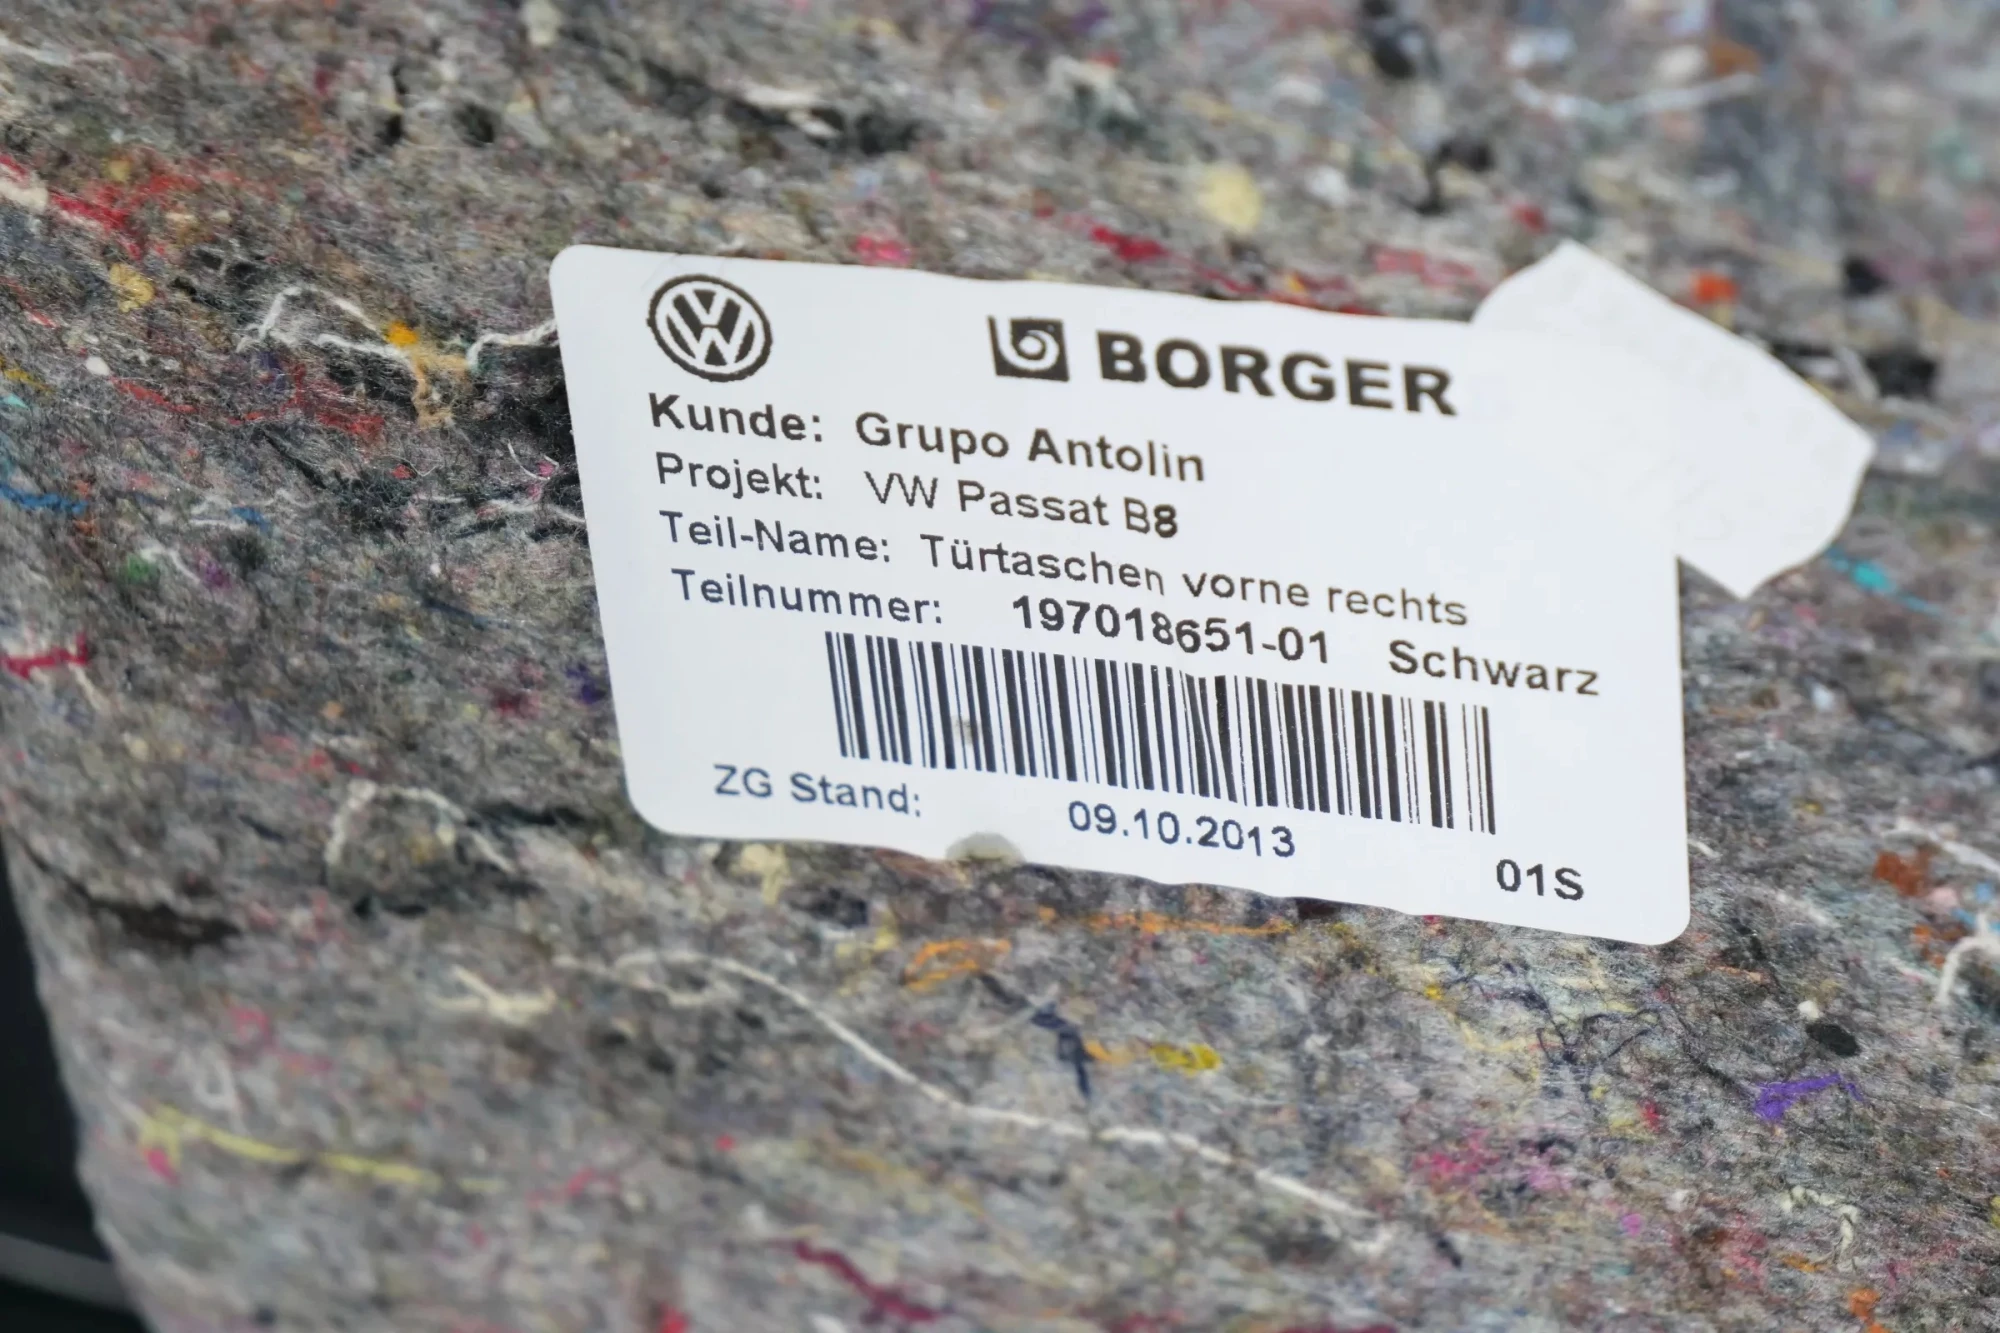 BORGER
Kunde: Grupo Antolin
Projekt: VW Passat B8
Teil-Name: Türtaschen vorne rechts
Teilnummer: 197018651-01 Schwarz
ZG Stand: 09.10.2013
01S